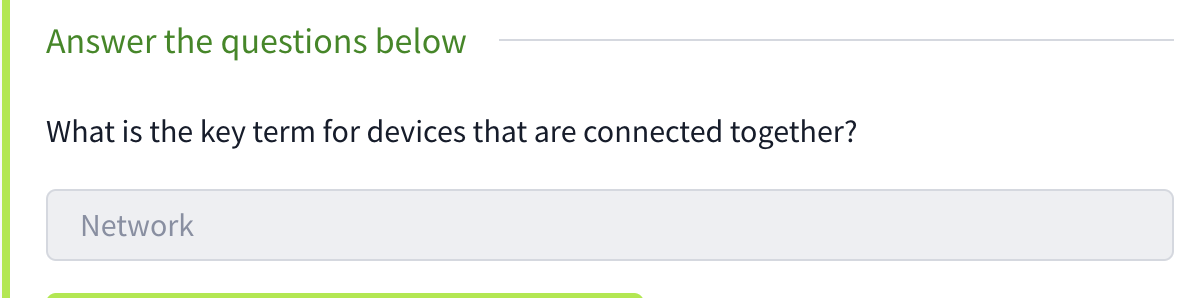 Answer the questions below
What is the key term for devices that are connected together?
Network